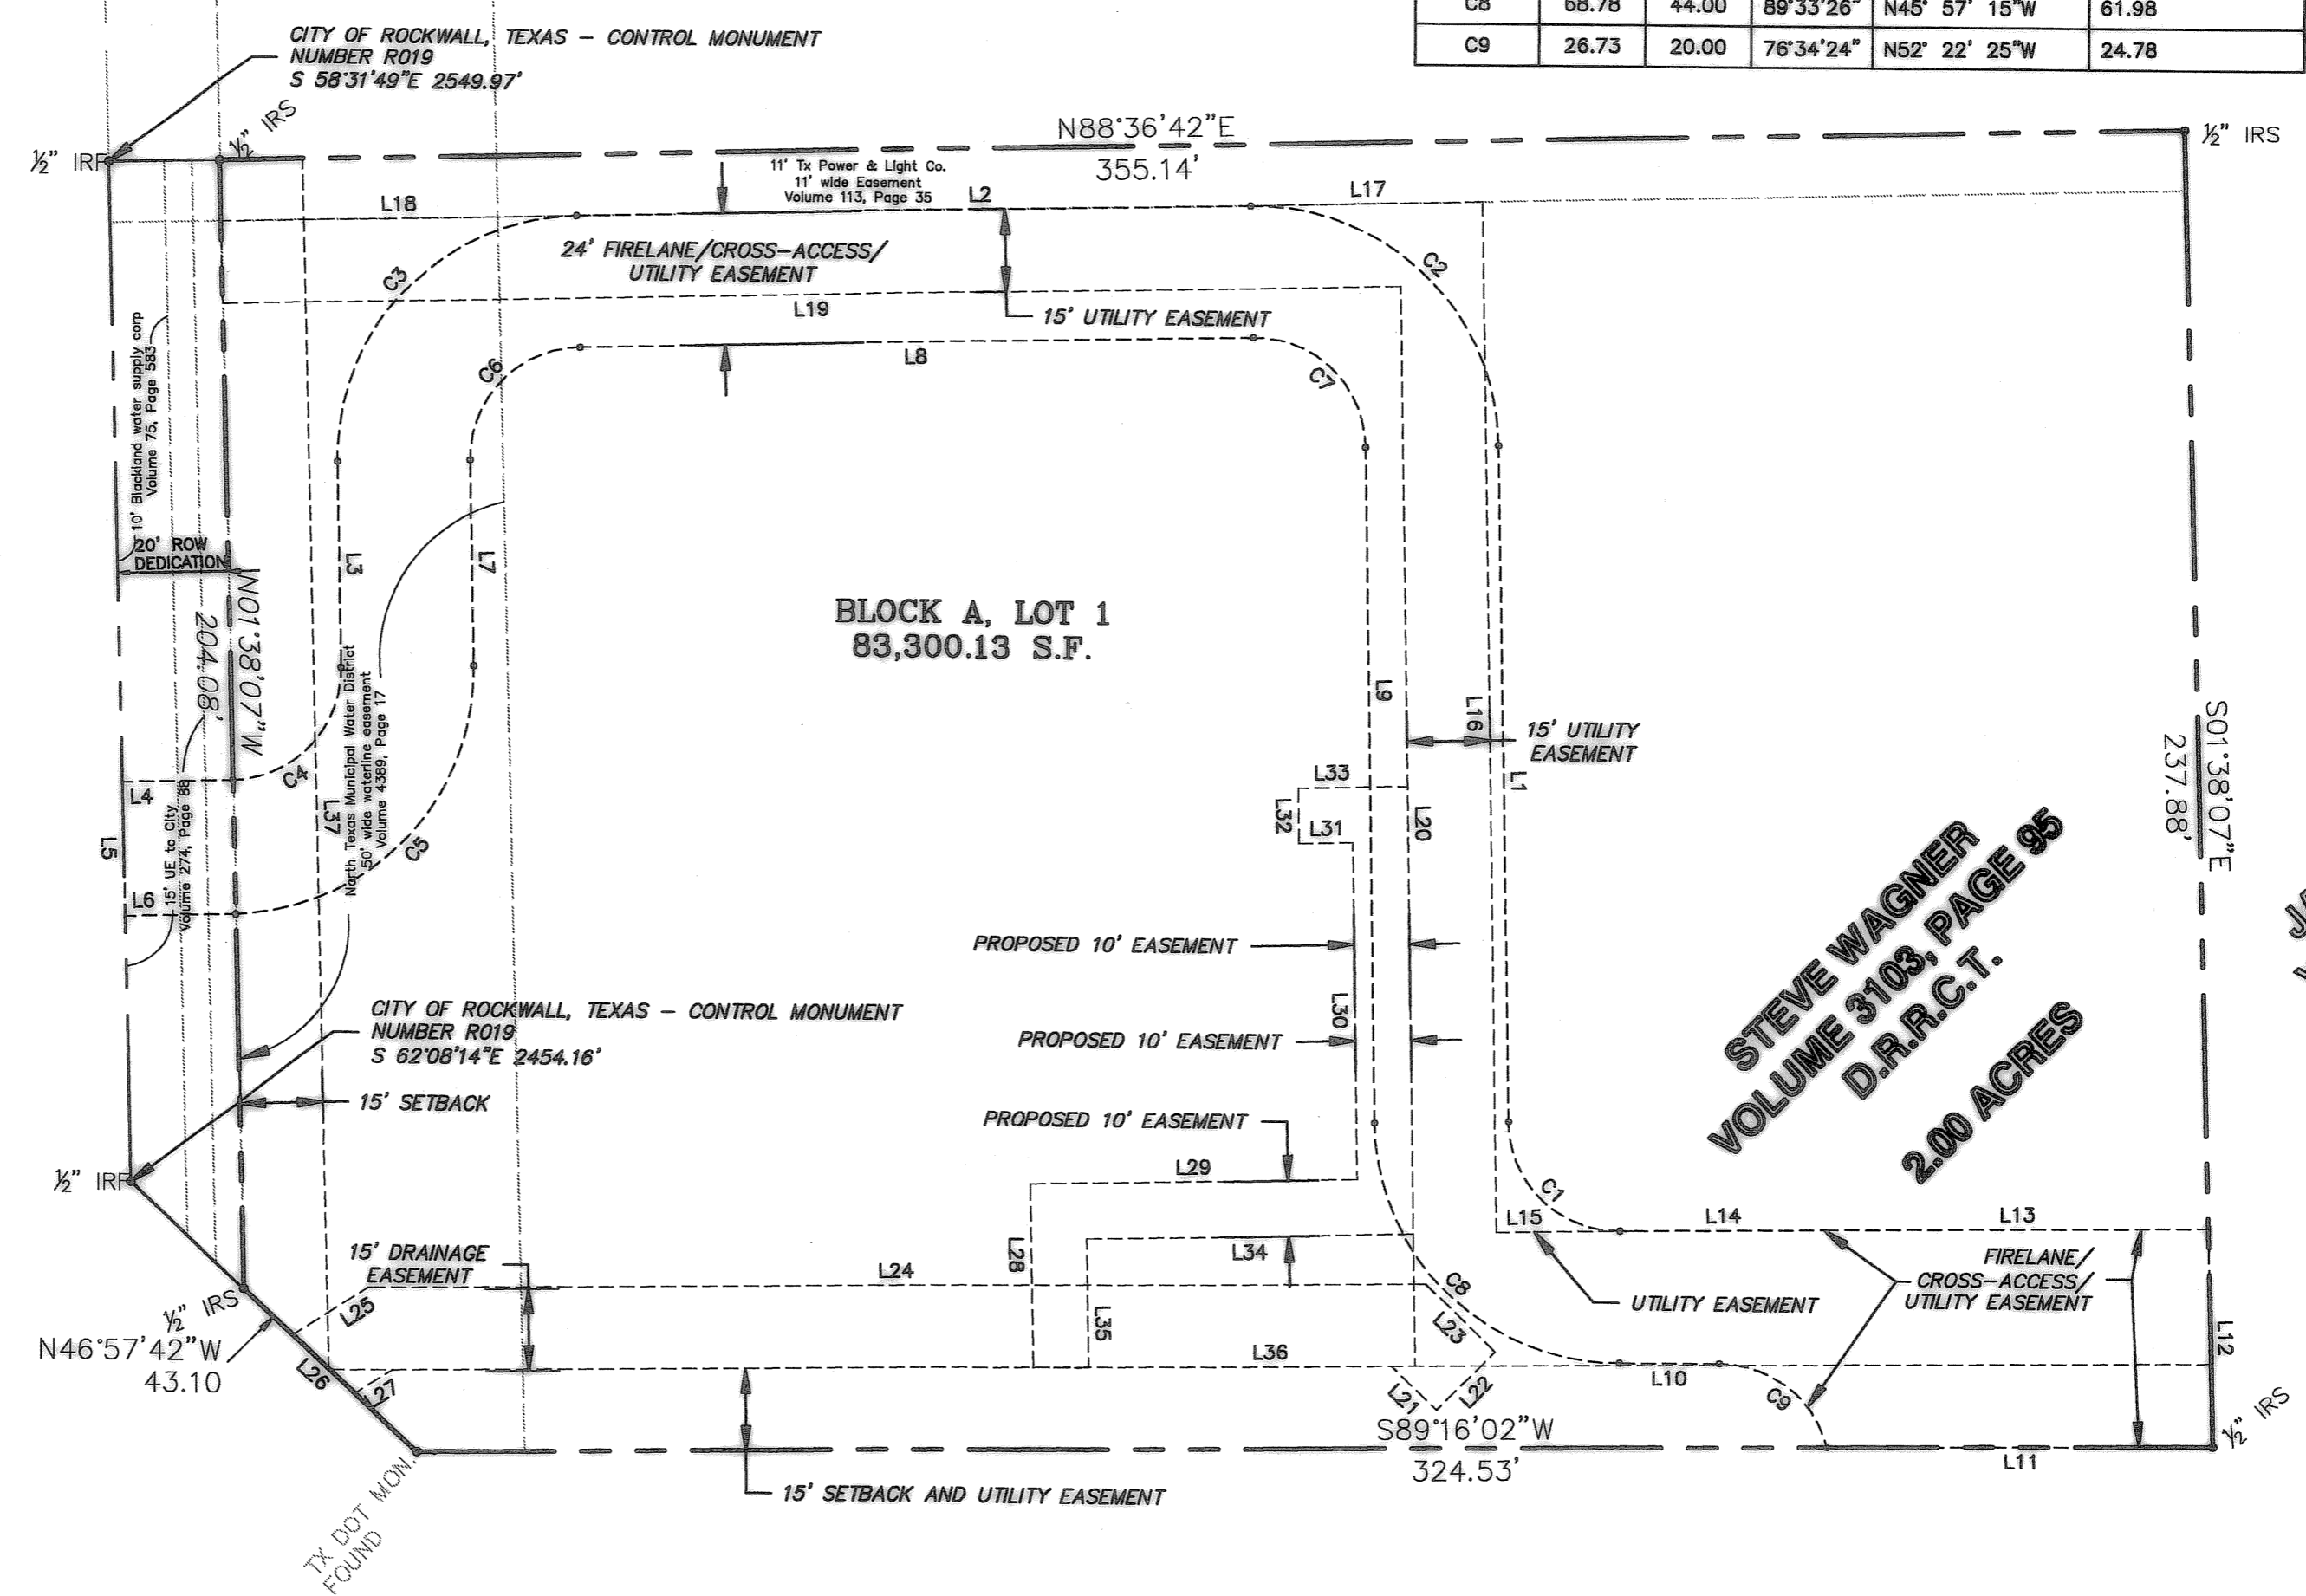 C8 68.78 44.00 89°33'26" N45° 57' 15"W 61.98
C9 26.73 20.00 76°34'24" N52° 22' 25"W 24.78
CITY OF ROCKWALL, TEXAS – CONTROL MONUMENT
NUMBER R019
S 58°31'49"E 2549.97'
½" IRF
½" IRS
N88°36'42"E
355.14'
½" IRS
11' Tx Power & Light Co.
11' wide Easement
Volume 113, Page 35
L18
L2
L17
24' FIRELANE/CROSS-ACCESS/
UTILITY EASEMENT
C3
C2
L19
15' UTILITY EASEMENT
L8
C6
C7
10' Blackland water supply corp
Volume 75, Page 583
20' ROW
DEDICATION
L3
L7
N01°38'07"W
204.08'
BLOCK A, LOT 1
83,300.13 S.F.
North Texas Municipal Water District
50' wide waterline easement
Volume 4389, Page 17
L9
L16
15' UTILITY
EASEMENT
L1
S01°38'07"E
237.88'
C4
L4
L37
L5
C5
L6
15' UE to City
Volume 274, Page 88
L33
L32
L31
L20
STEVE WAGNER
VOLUME 3103, PAGE 95
D.R.R.C.T.
2.00 ACRES
PROPOSED 10' EASEMENT
L30
PROPOSED 10' EASEMENT
CITY OF ROCKWALL, TEXAS – CONTROL MONUMENT
NUMBER R019
S 62°08'14"E 2454.16'
15' SETBACK
PROPOSED 10' EASEMENT
½" IRF
L29
C1
L15
L14
L13
L28
L34
15' DRAINAGE
EASEMENT
L24
FIRELANE/
CROSS-ACCESS/
UTILITY EASEMENT
UTILITY EASEMENT
C8
L25
½" IRS
L35
L23
L12
N46°57'42"W
43.10
L26
L27
L36
L21
L22
L10
C9
S89°16'02"W
324.53'
½" IRS
L11
15' SETBACK AND UTILITY EASEMENT
TX DOT MON.
FOUND